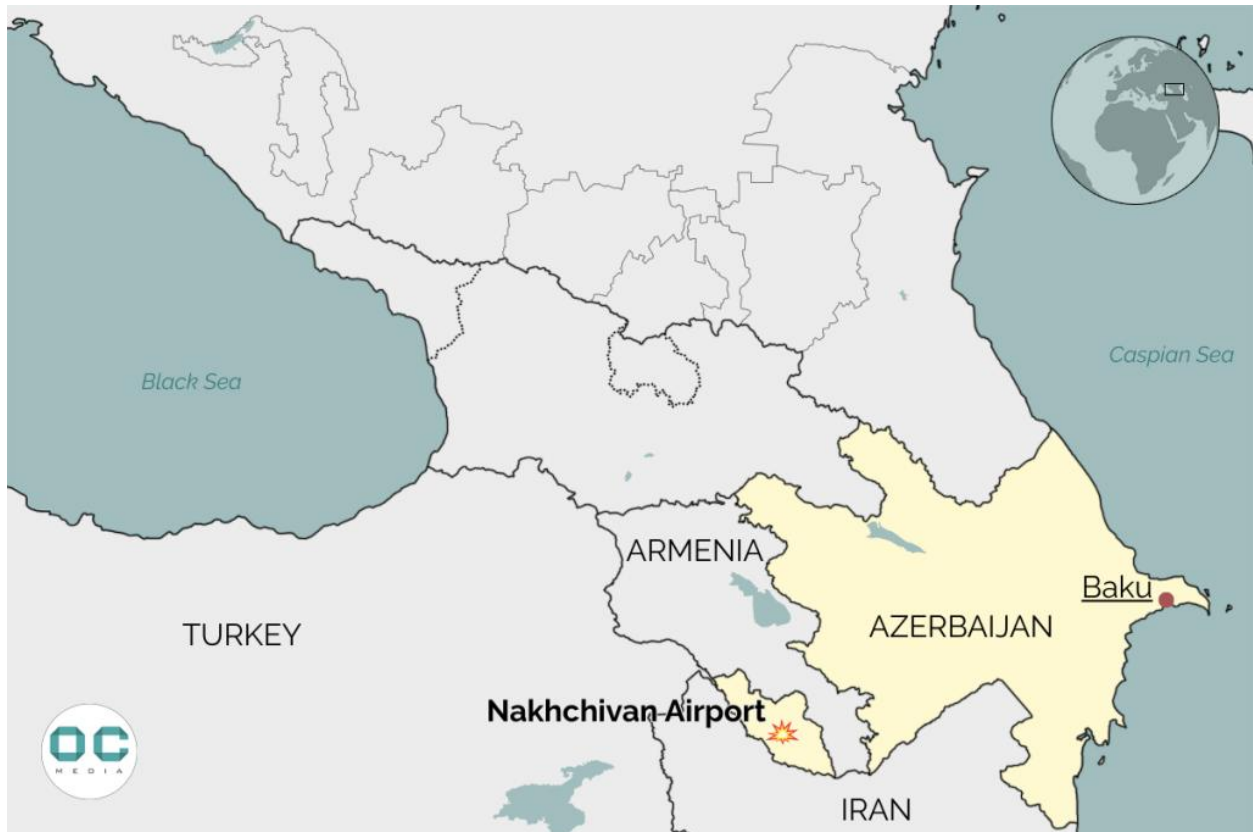 Black Sea
Caspian Sea
ARMENIA
Baku
AZERBAIJAN
TURKEY
Nakhchivan Airport
IRAN
OC
MEDIA